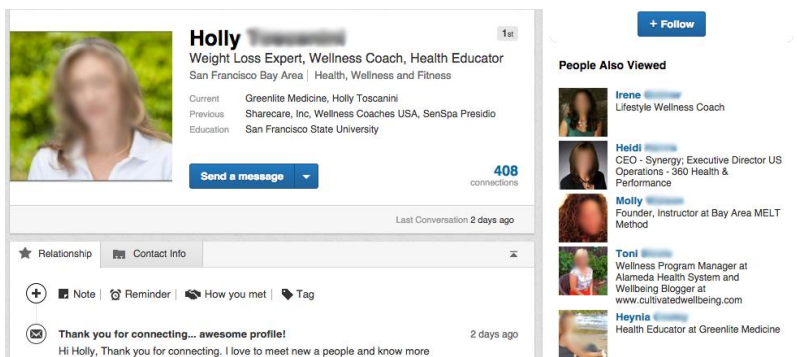 Holly
1st
Weight Loss Expert, Wellness Coach, Health Educator
San Francisco Bay Area | Health, Wellness and Fitness
Current Greenlite Medicine, Holly Toscanini
Previous Sharecare, Inc, Wellness Coaches USA, SenSpa Presidio
Education San Francisco State University
Send a message
408
connections
Last Conversation 2 days ago
Relationship
Contact Info
Note | Reminder | How you met | Tag
Thank you for connecting... awesome profile!
2 days ago
Hi Holly, Thank you for connecting. I love to meet new a people and know more
+ Follow
People Also Viewed
Irene
Lifestyle Wellness Coach
Heidi
CEO - Synergy; Executive Director US
Operations - 360 Health &
Performance
Molly
Founder, Instructor at Bay Area MELT
Method
Toni
Wellness Program Manager at
Alameda Health System and
Wellbeing Blogger at
www.cultivatedwellbeing.com
Heynia
Health Educator at Greenlite Medicine